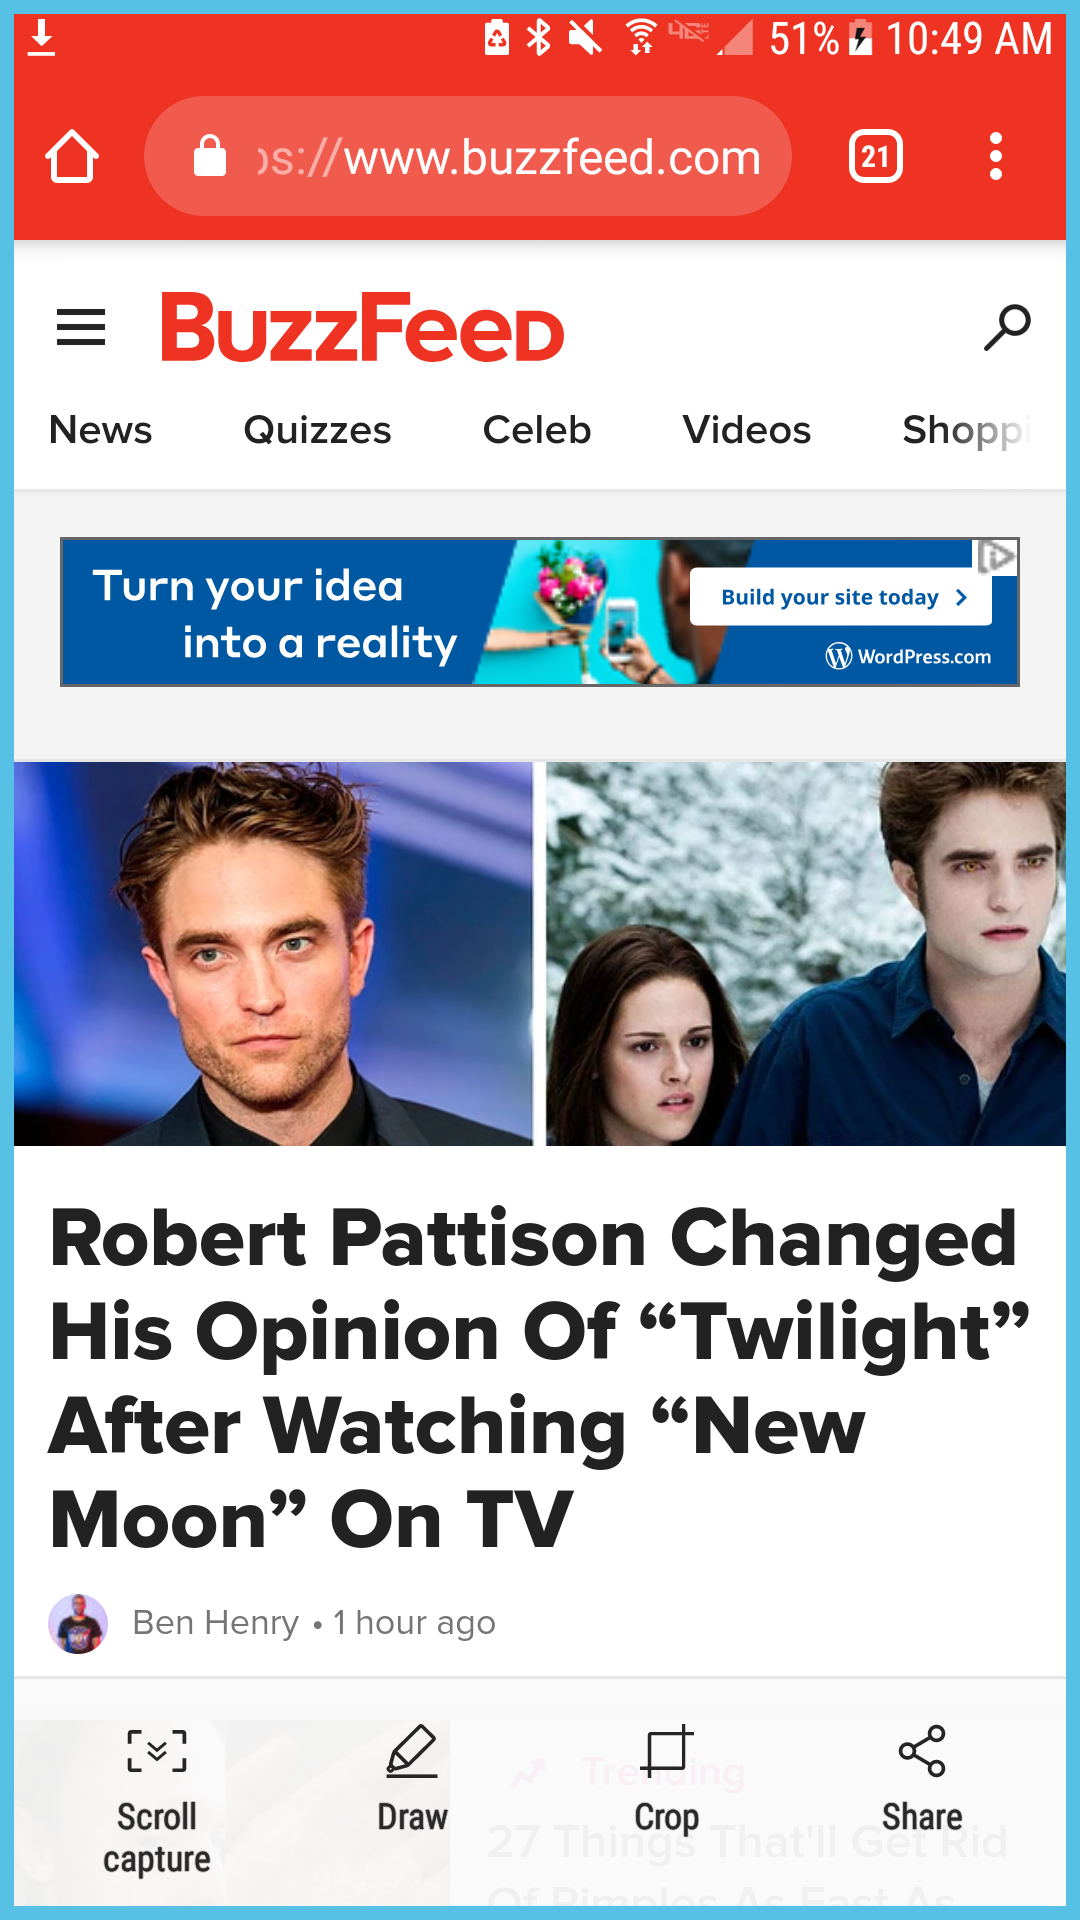 51% 10:49 AM
ps://www.buzzfeed.com
21
BuzzFeed
News Quizzes Celeb Videos Shoppi
Turn your idea
into a reality
Build your site today
WordPress.com
Robert Pattison Changed
His Opinion Of “Twilight”
After Watching “New
Moon” On TV
Ben Henry • 1 hour ago
Trending
27 Things That'll Get Rid
Of Pimples As Fast As
Scroll
capture
Draw
Crop
Share